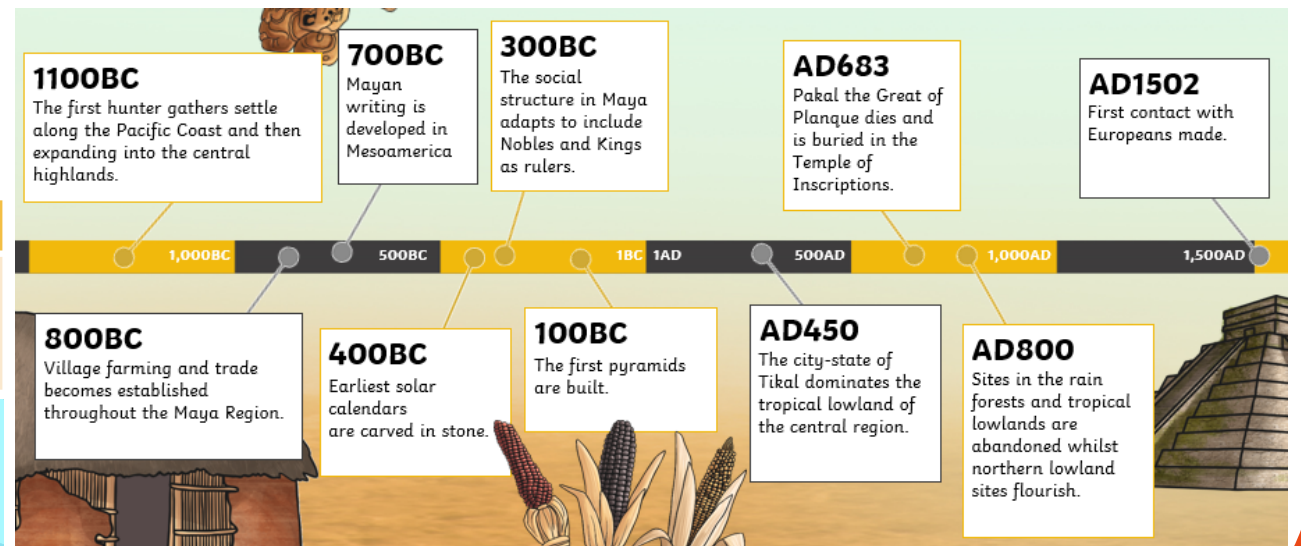 1100BC
The first hunter gathers settle
along the Pacific Coast and then
expanding into the central
highlands.
700BC
Mayan
writing is
developed in
Mesoamerica
300BC
The social
structure in Maya
adapts to include
Nobles and Kings
as rulers.
AD683
Pakal the Great of
Planque dies and
is buried in the
Temple of
Inscriptions.
AD1502
First contact with
Europeans made.
1,000BC
500BC
1BC
1AD
500AD
1,000AD
1,500AD
800BC
Village farming and trade
becomes established
throughout the Maya Region.
400BC
Earliest solar
calendars
are carved in stone.
100BC
The first pyramids
are built.
AD450
The city-state of
Tikal dominates the
tropical lowland of
the central region.
AD800
Sites in the rain
forests and tropical
lowlands are
abandoned whilst
northern lowland
sites flourish.